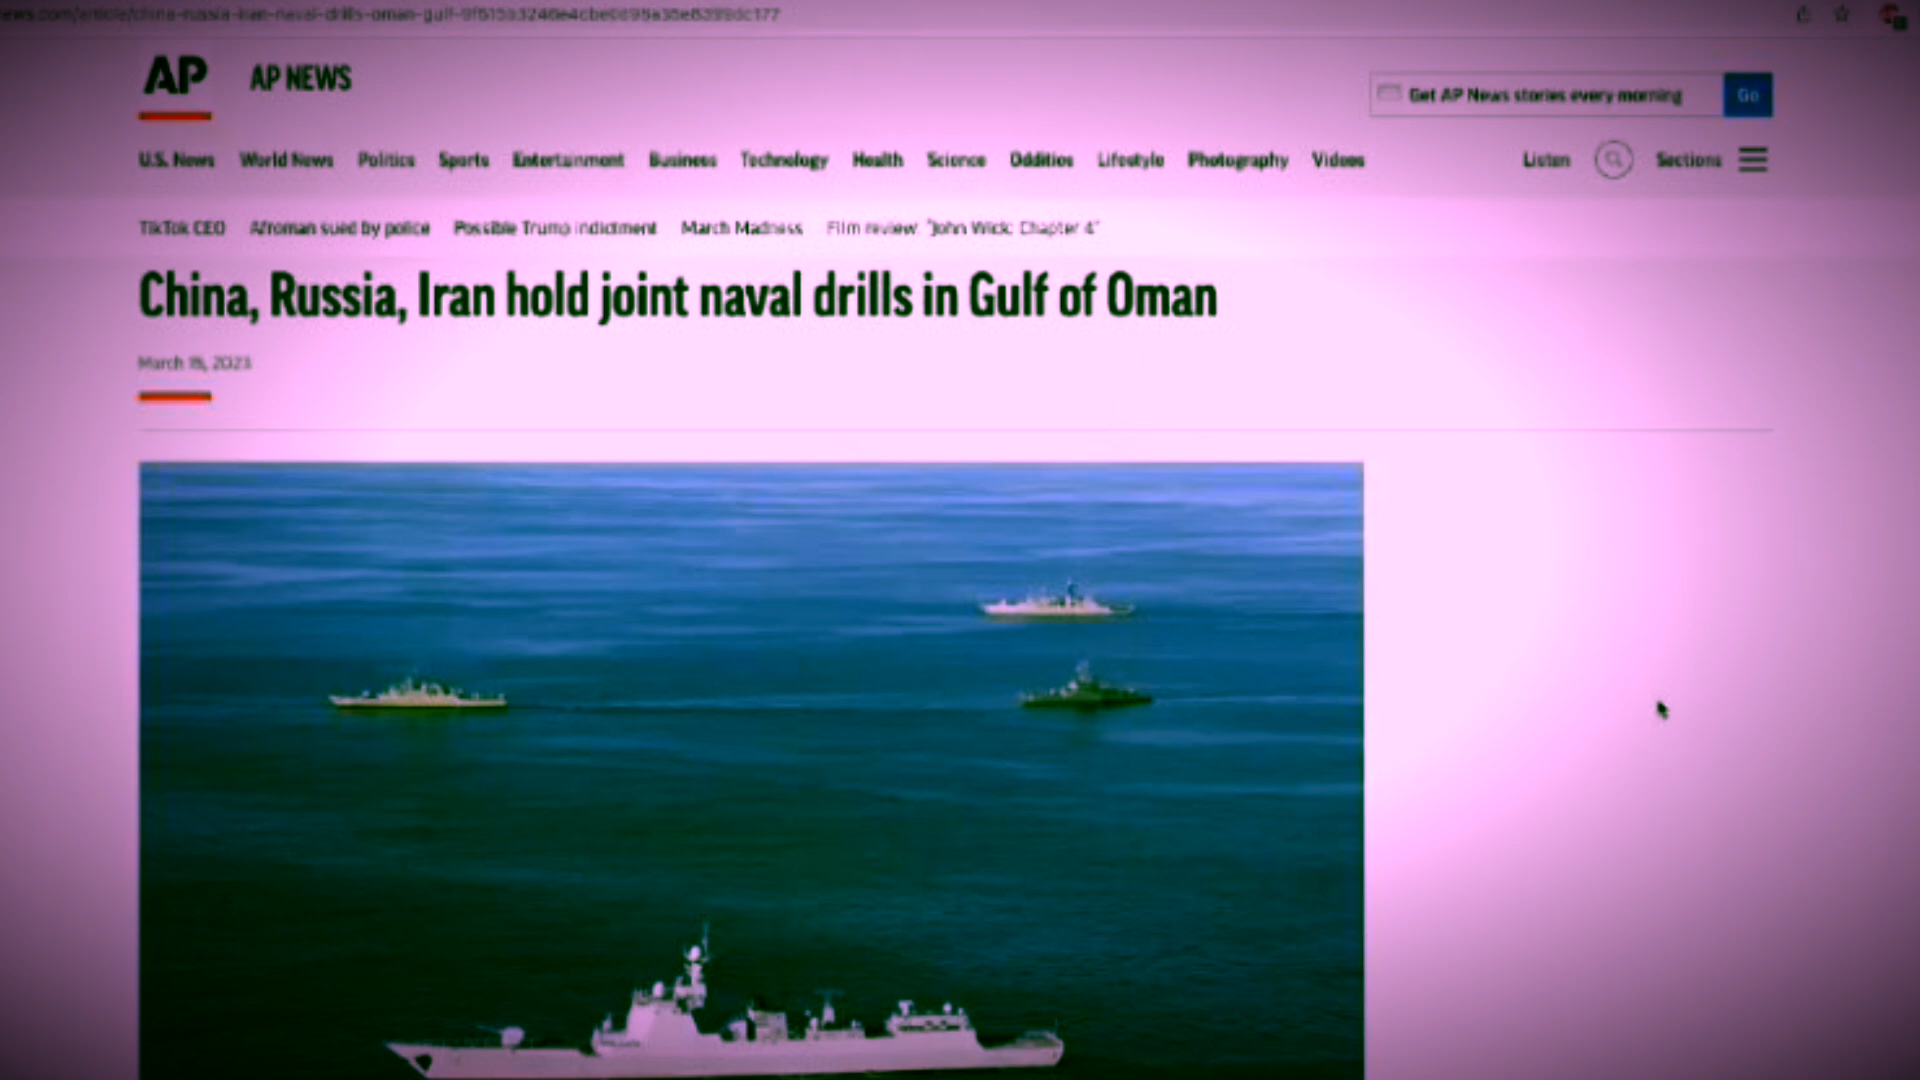 AP AP NEWS
Get AP News stories every morning Go
U.S. News World News Politics Sports Entertainment Business Technology Health Science Oddities Lifestyle Photography Videos Listen Sections
TikTok CEO Afroman sued by police Possible Trump indictment March Madness Film review: "John Wick: Chapter 4"
China, Russia, Iran hold joint naval drills in Gulf of Oman
March 15, 2023